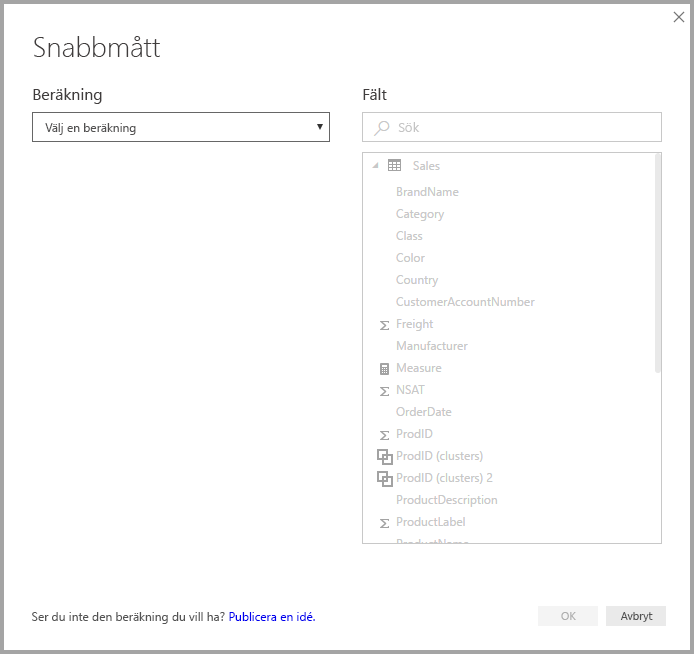 Snabbmått
Beräkning
Välj en beräkning
Fält
Sök
Sales
BrandName
Category
Class
Color
Country
CustomerAccountNumber
Freight
Manufacturer
Measure
NSAT
OrderDate
ProdID
ProdID (clusters)
ProdID (clusters) 2
ProductDescription
ProductLabel
ProductName
Ser du inte den beräkning du vill ha? Publicera en idé.
OK
Avbryt